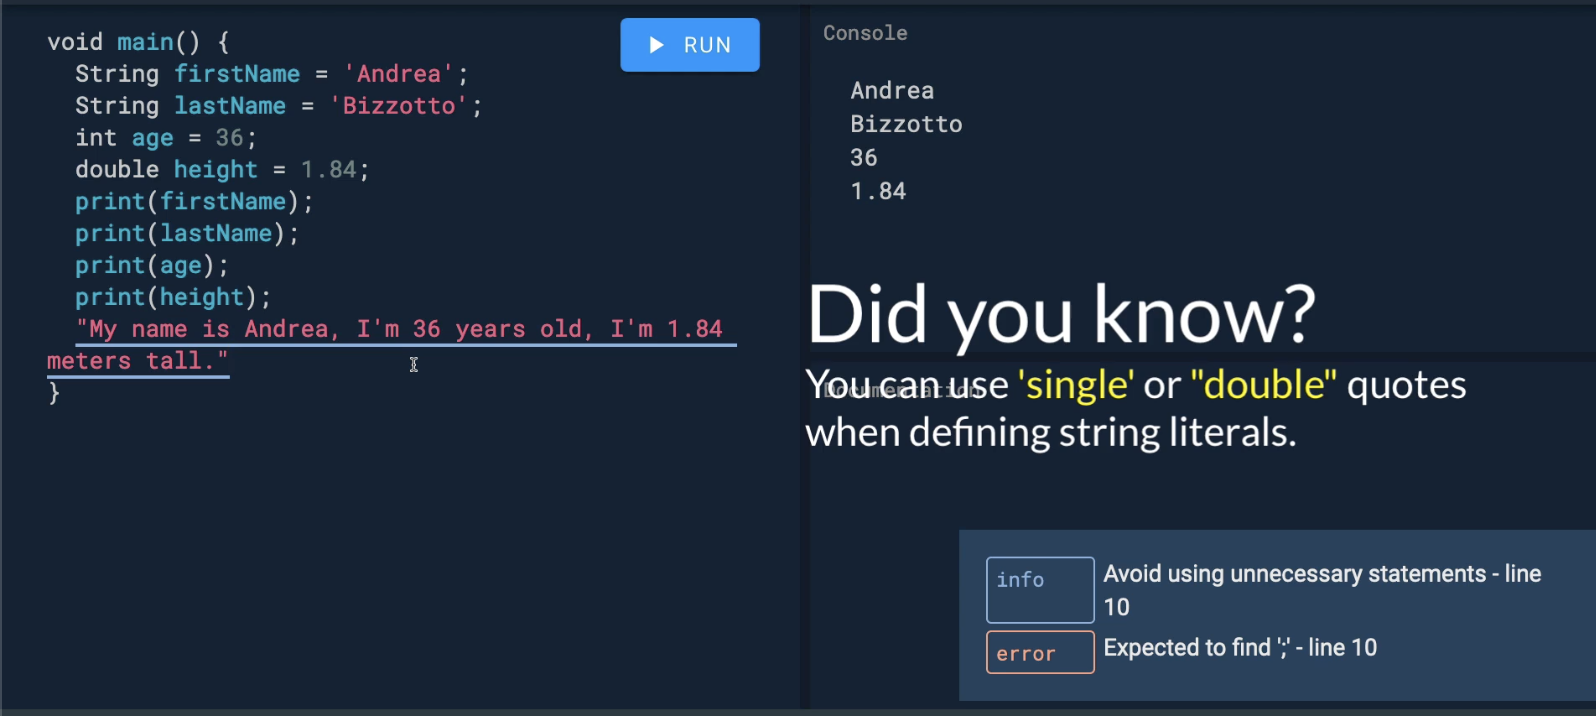 void main() {
String firstName = 'Andrea';
String lastName = 'Bizzotto';
int age = 36;
double height = 1.84;
print(firstName);
print(lastName);
print(age);
print(height);
"My name is Andrea, I'm 36 years old, I'm 1.84
meters tall."
}
RUN
Console
Andrea
Bizzotto
36
1.84
Did you know?
Documentation
You can use 'single' or "double" quotes
when defining string literals.
info
Avoid using unnecessary statements - line
10
error
Expected to find ';' - line 10